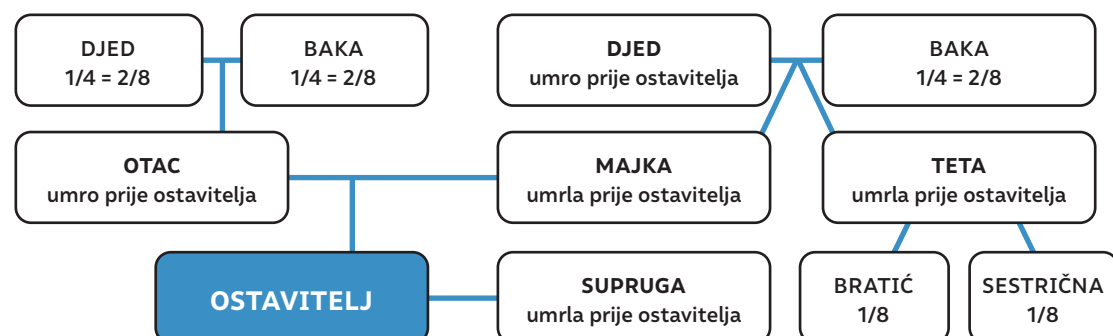 DJED
1/4 = 2/8
BAKA
1/4 = 2/8
DJED
umro prije ostavitelja
BAKA
1/4 = 2/8
OTAC
umro prije ostavitelja
MAJKA
umrla prije ostavitelja
TETA
umrla prije ostavitelja
OSTAVITELJ
SUPRUGA
umrla prije ostavitelja
BRATIĆ
1/8
SESTRIČNA
1/8